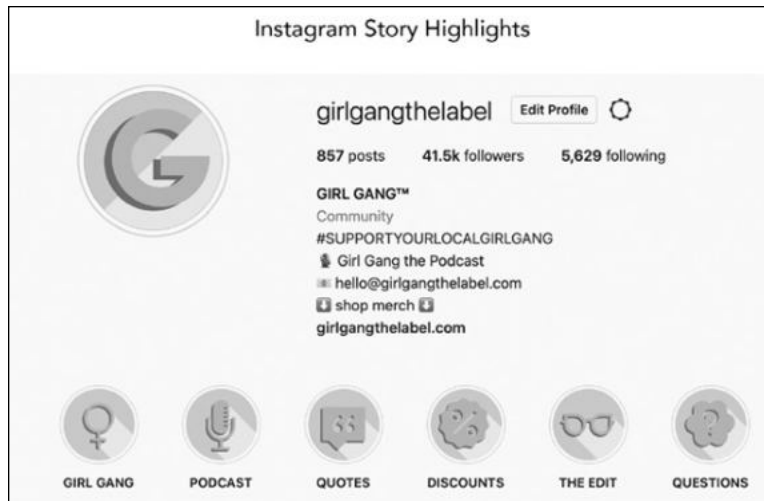 Instagram Story Highlights
girlgangthelabel Edit Profile
857 posts 41.5k followers 5,629 following
GIRL GANG™
Community
#SUPPORTYOURLOCALGIRLGANG
Girl Gang the Podcast
hello@girlgangthelabel.com
shop merch
girlgangthelabel.com
GIRL GANG PODCAST QUOTES DISCOUNTS THE EDIT QUESTIONS